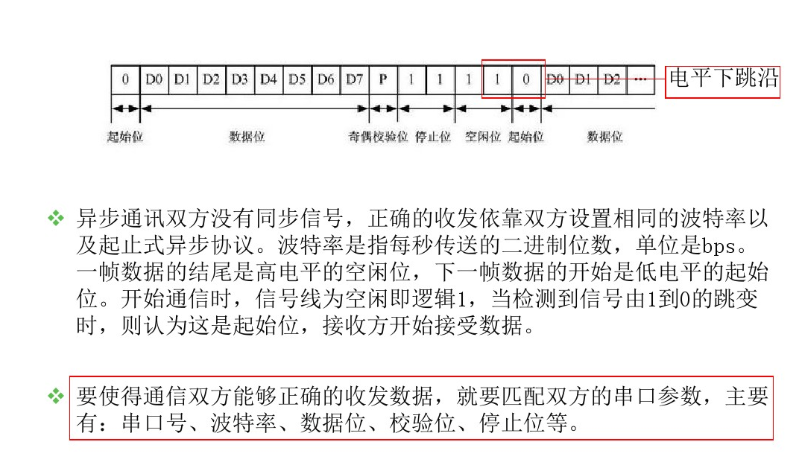 0 D0 D1 D2 D3 D4 D5 D6 D7 P 1 1 1 1 0 D0 D1 D2 ··· 电平下跳沿
起始位 数据位 奇偶校验位 停止位 空闲位 起始位 数据位
异步通讯双方没有同步信号，正确的收发依靠双方设置相同的波特率以
及起止式异步协议。波特率是指每秒传送的二进制位数，单位是bps。
一帧数据的结尾是高电平的空闲位，下一帧数据的开始是低电平的起始
位。开始通信时，信号线为空闲即逻辑1，当检测到信号由1到0的跳变
时，则认为这是起始位，接收方开始接受数据。
要使得通信双方能够正确的收发数据，就要匹配双方的串口参数，主要
有：串口号、波特率、数据位、校验位、停止位等。